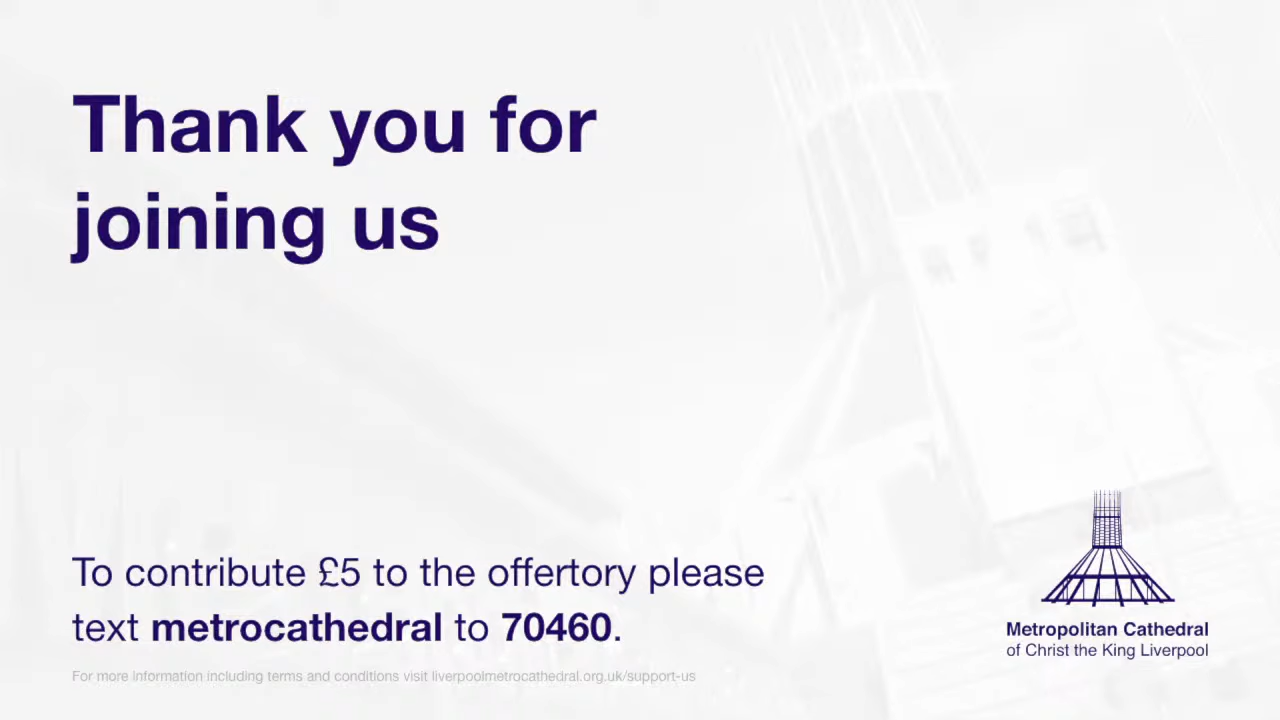 Thank you for
joining us
To contribute £5 to the offertory please
text metrocathedral to 70460.
For more information including terms and conditions visit liverpoolmetrocathedral.org.uk/support-us
Metropolitan Cathedral
of Christ the King Liverpool